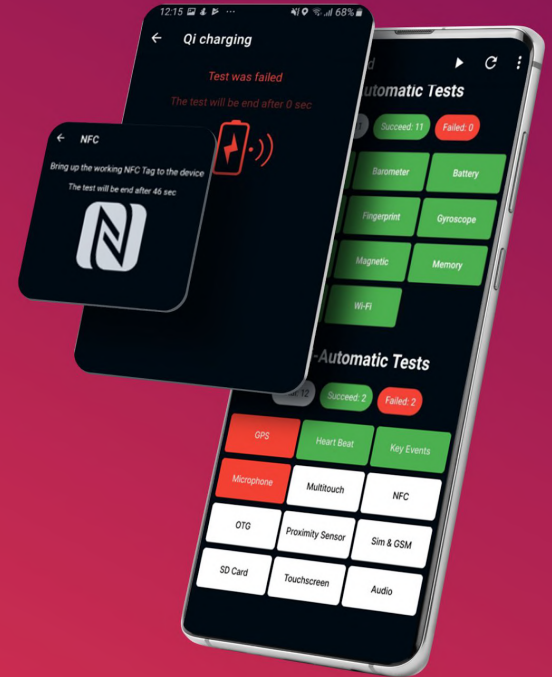 12:15 ... 68%
Qi charging
Test was failed
The test will be end after 0 sec
NFC
Bring up the working NFC Tag to the device
The test will be end after 46 sec
utomatic Tests
Succeed: 11 Failed: 0
Barometer Battery
Fingerprint Gyroscope
Magnetic Memory
Wi-Fi
-Automatic Tests
12 Succeed: 2 Failed: 2
GPS Heart Beat Key Events
Microphone Multitouch NFC
OTG Proximity Sensor Sim & GSM
SD Card Touchscreen Audio